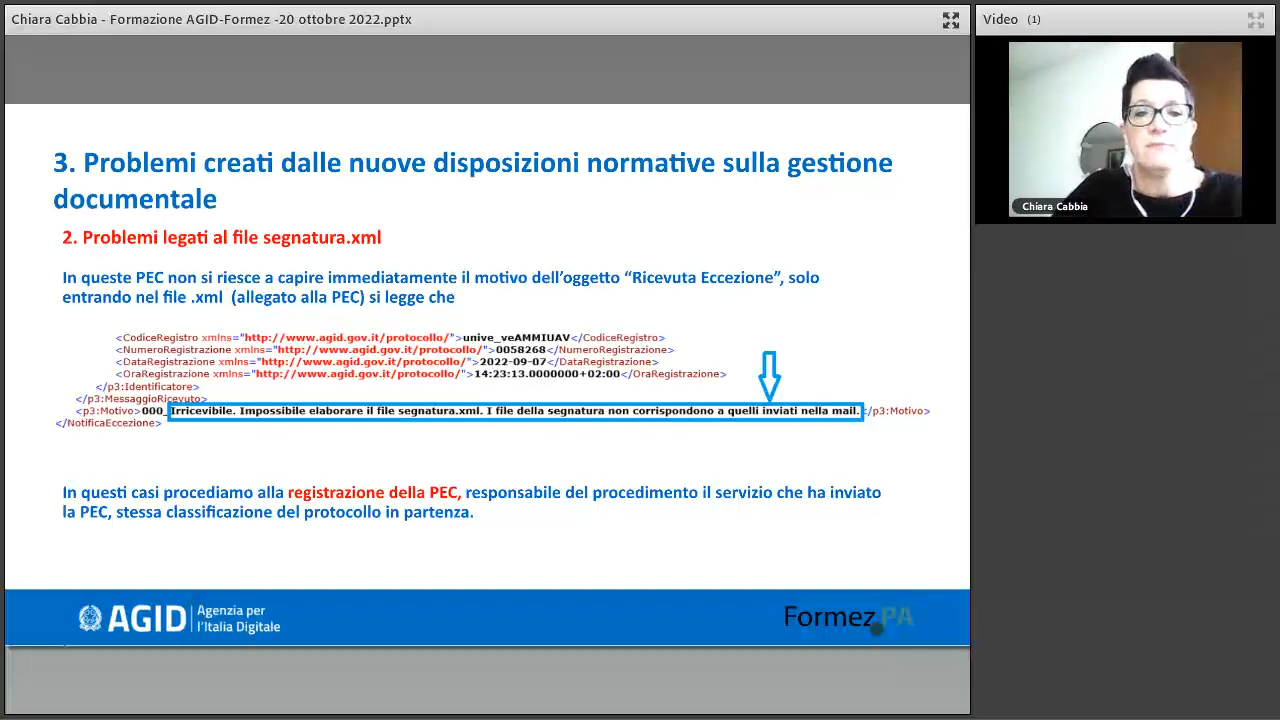 Chiara Cabbia - Formazione AGID-Formez -20 ottobre 2022.pptx
Video (1)
Chiara Cabbia
3. Problemi creati dalle nuove disposizioni normative sulla gestione
documentale
2. Problemi legati al file segnatura.xml
In queste PEC non si riesce a capire immediatamente il motivo dell'oggetto “Ricevuta Eccezione”, solo
entrando nel file .xml (allegato alla PEC) si legge che
<CodiceRegistro xmlns="http://www.agid.gov.it/protocollo/">unive_veAMMIUAV</CodiceRegistro>
<NumeroRegistrazione xmlns="http://www.agid.gov.it/protocollo/">0058268</NumeroRegistrazione>
<DataRegistrazione xmlns="http://www.agid.gov.it/protocollo/">2022-09-07</DataRegistrazione>
<OraRegistrazione xmlns="http://www.agid.gov.it/protocollo/">14:23:13.0000000+02:00</OraRegistrazione>
</p3:Identificatore>
</p3:MessaggioRicevuto>
<p3:Motivo>000_Irricevibile. Impossibile elaborare il file segnatura.xml. I file della segnatura non corrispondono a quelli inviati nella mail.</p3:Motivo>
</NotificaEccezione>
In questi casi procediamo alla registrazione della PEC, responsabile del procedimento il servizio che ha inviato
la PEC, stessa classificazione del protocollo in partenza.
AGID
Agenzia per
l'Italia Digitale
Formez PA